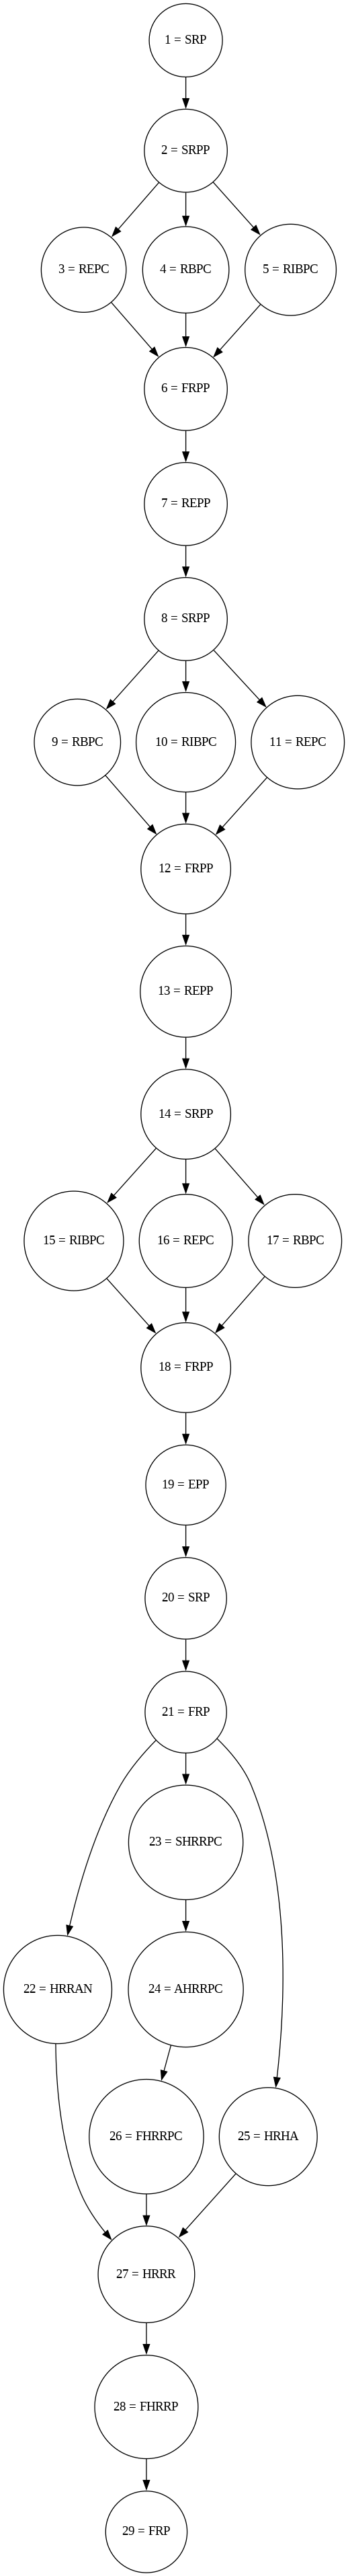 1 = SRP
2 = SRPP
3 = REPC
4 = RBPC
5 = RIBPC
6 = FRPP
7 = REPP
8 = SRPP
9 = RBPC
10 = RIBPC
11 = REPC
12 = FRPP
13 = REPP
14 = SRPP
15 = RIBPC
16 = REPC
17 = RBPC
18 = FRPP
19 = EPP
20 = SRP
21 = FRP
23 = SHRRPC
22 = HRRAN
24 = AHRRPC
26 = FHRRPC
25 = HRHA
27 = HRRR
28 = FHRRP
29 = FRP